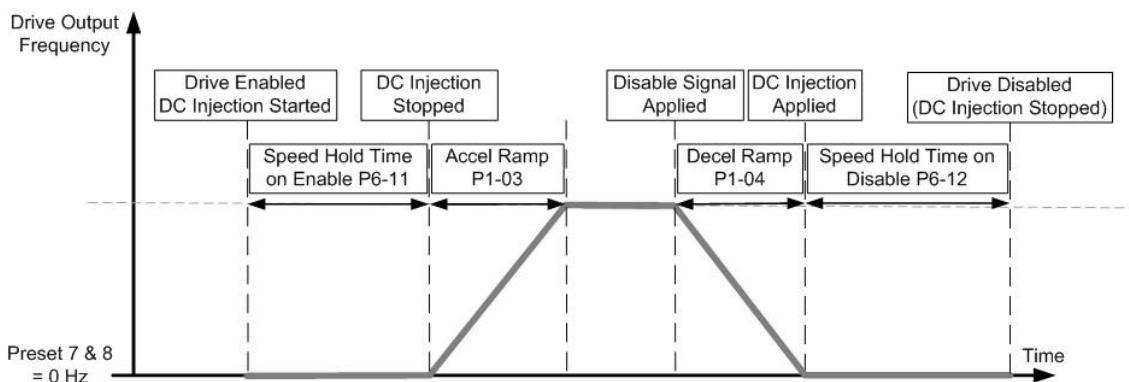 Drive Output
Frequency
Drive Enabled
DC Injection Started
DC Injection
Stopped
Disable Signal
Applied
DC Injection
Applied
Drive Disabled
(DC Injection Stopped)
Speed Hold Time
on Enable P6-11
Accel Ramp
P1-03
Decel Ramp
P1-04
Speed Hold Time on
Disable P6-12
Preset 7 & 8
= 0 Hz
Time